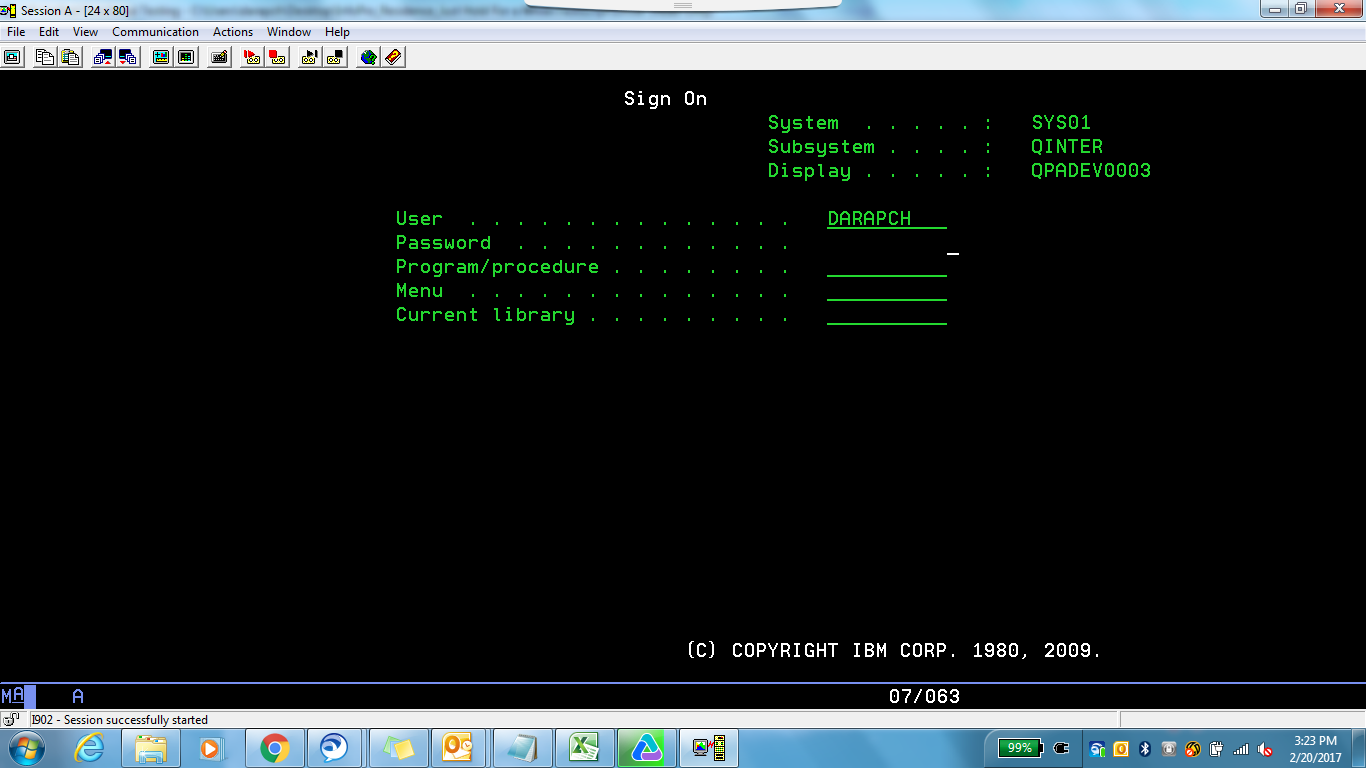 Session A - [24 x 80]
File Edit View Communication Actions Window Help
Sign On
System . . . . . : SYS01
Subsystem . . . . : QINTER
Display . . . . . : QPADEV0003
User . . . . . . . . . . . . . . DARAPCH
Password . . . . . . . . . . . .
Program/procedure . . . . . . . .
Menu . . . . . . . . . . . . . .
Current library . . . . . . . . .
(C) COPYRIGHT IBM CORP. 1980, 2009.
MA A 07/063
I902 - Session successfully started
99%
3:23 PM
2/20/2017